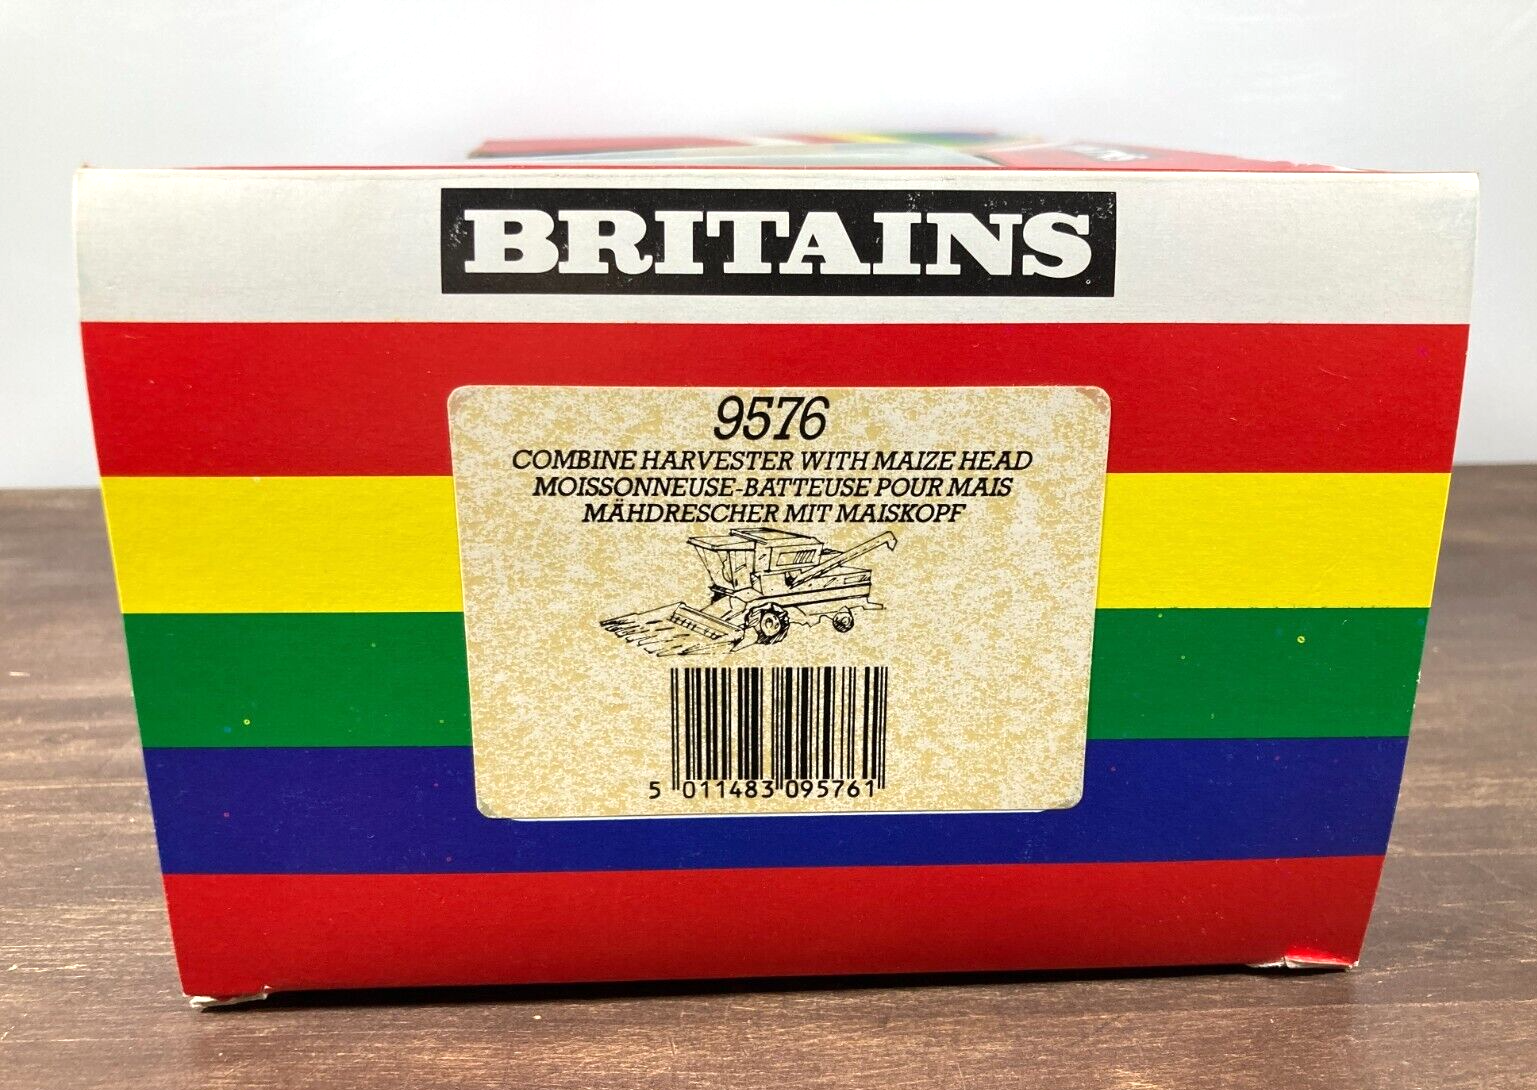 BRITAINS
9576
COMBINE HARVESTER WITH MAIZE HEAD
MOISSONNEUSE-BATTEUSE POUR MAIS
MÄHDRESCHER MIT MAISKOPF
5 011483 095761